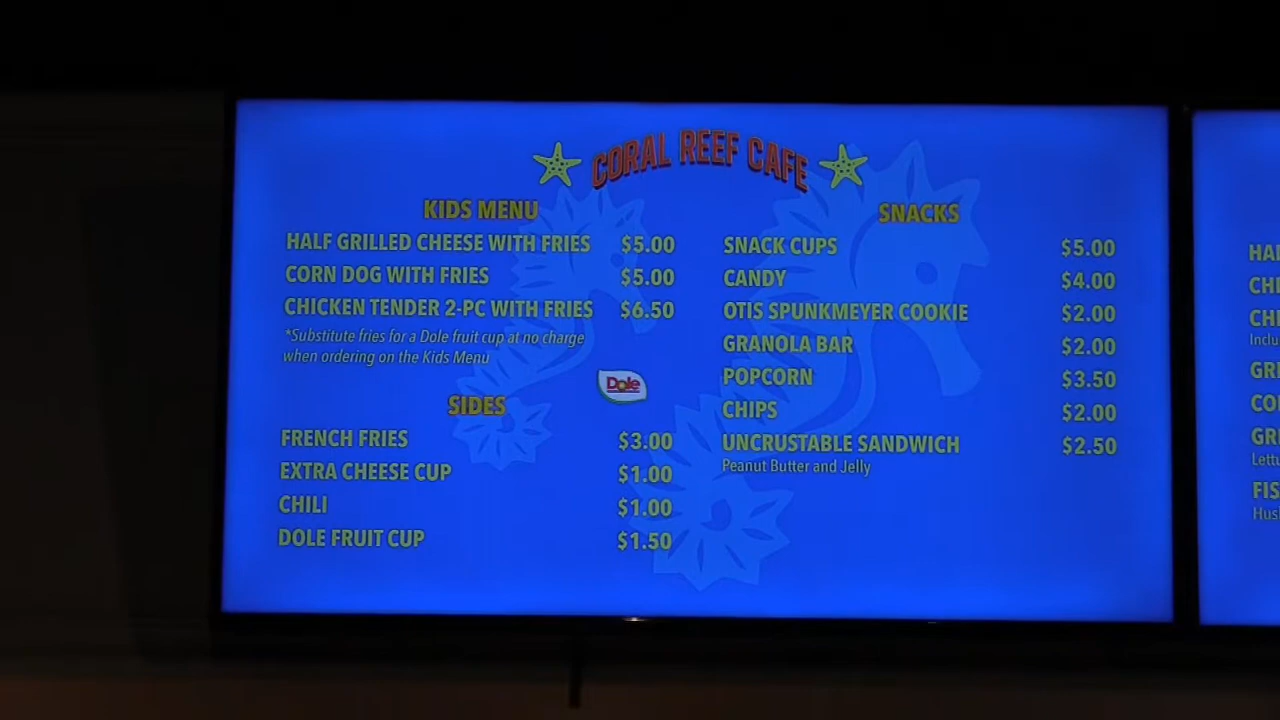 CORAL REEF CAFE
KIDS MENU
HALF GRILLED CHEESE WITH FRIES $5.00
CORN DOG WITH FRIES $5.00
CHICKEN TENDER 2-PC WITH FRIES $6.50
*Substitute fries for a Dole fruit cup at no charge
when ordering on the Kids Menu
Dole
SIDES
FRENCH FRIES $3.00
EXTRA CHEESE CUP $1.00
CHILI $1.00
DOLE FRUIT CUP $1.50
SNACKS
SNACK CUPS $5.00
CANDY $4.00
OTIS SPUNKMEYER COOKIE $2.00
GRANOLA BAR $2.00
POPCORN $3.50
CHIPS $2.00
UNCRUSTABLE SANDWICH $2.50
Peanut Butter and Jelly